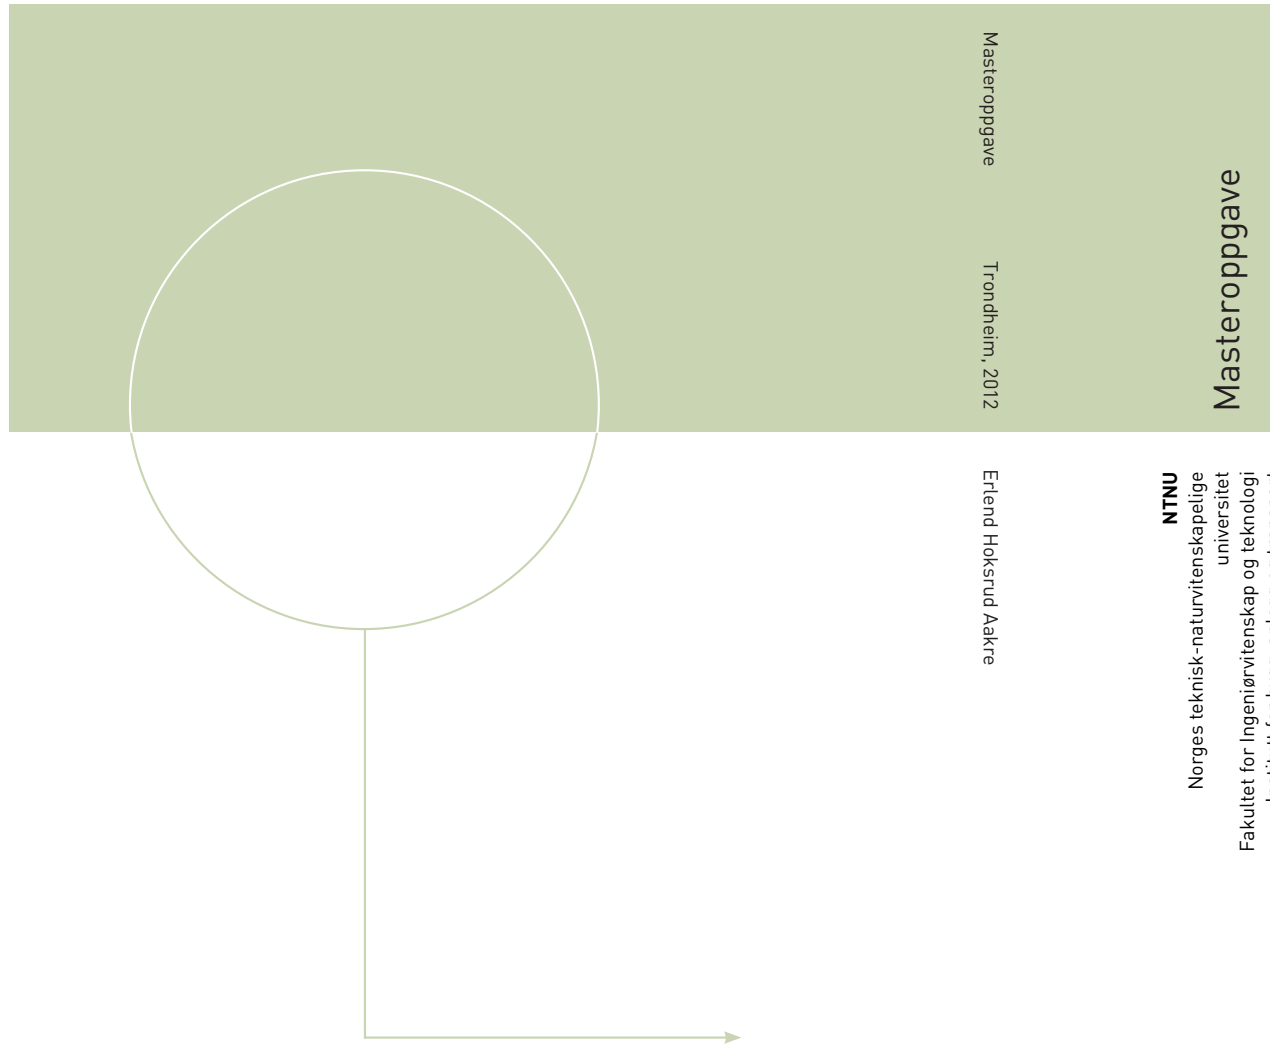 Masteroppgave
Trondheim, 2012
Erlend Hoksrud Aakre
Masteroppgave
NTNU
Norges teknisk-naturvitenskapelige
universitet
Fakultet for Ingeniørvitenskap og teknologi